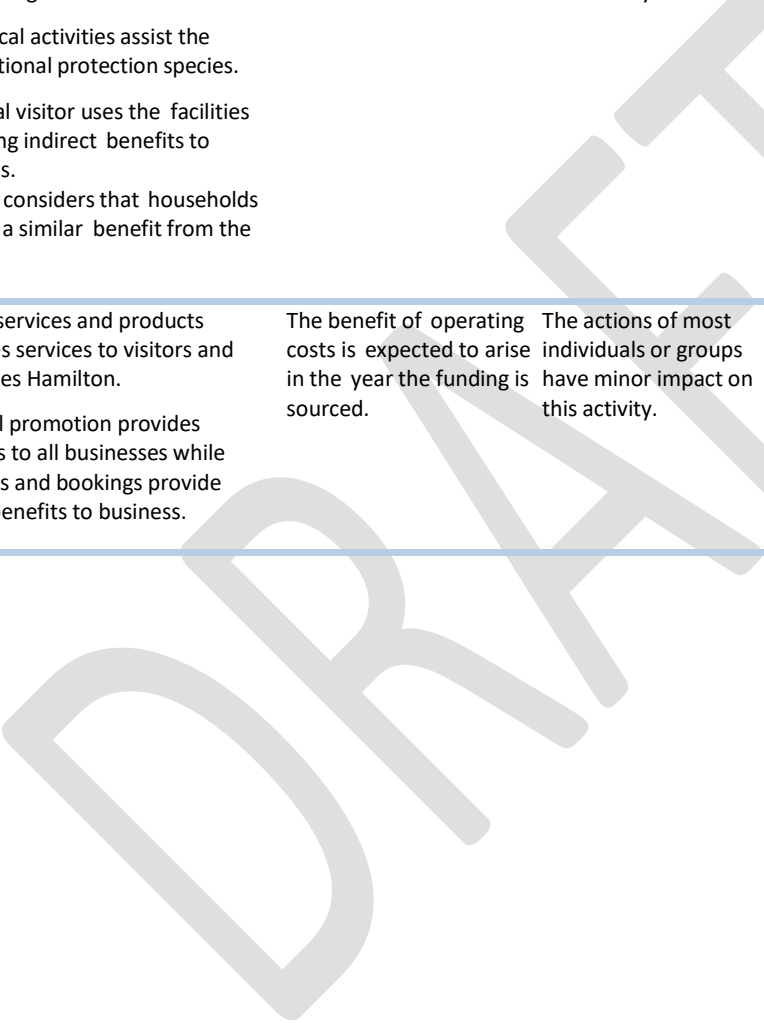 cal activities assist the
tional protection species.
al visitor uses the facilities
ng indirect benefits to
s.
considers that households
a similar benefit from the
services and products
es services to visitors and
es Hamilton.
l promotion provides
s to all businesses while
s and bookings provide
benefits to business.
The benefit of operating
costs is expected to arise
in the year the funding is
sourced.
The actions of most
individuals or groups
have minor impact on
this activity.
DRAFT